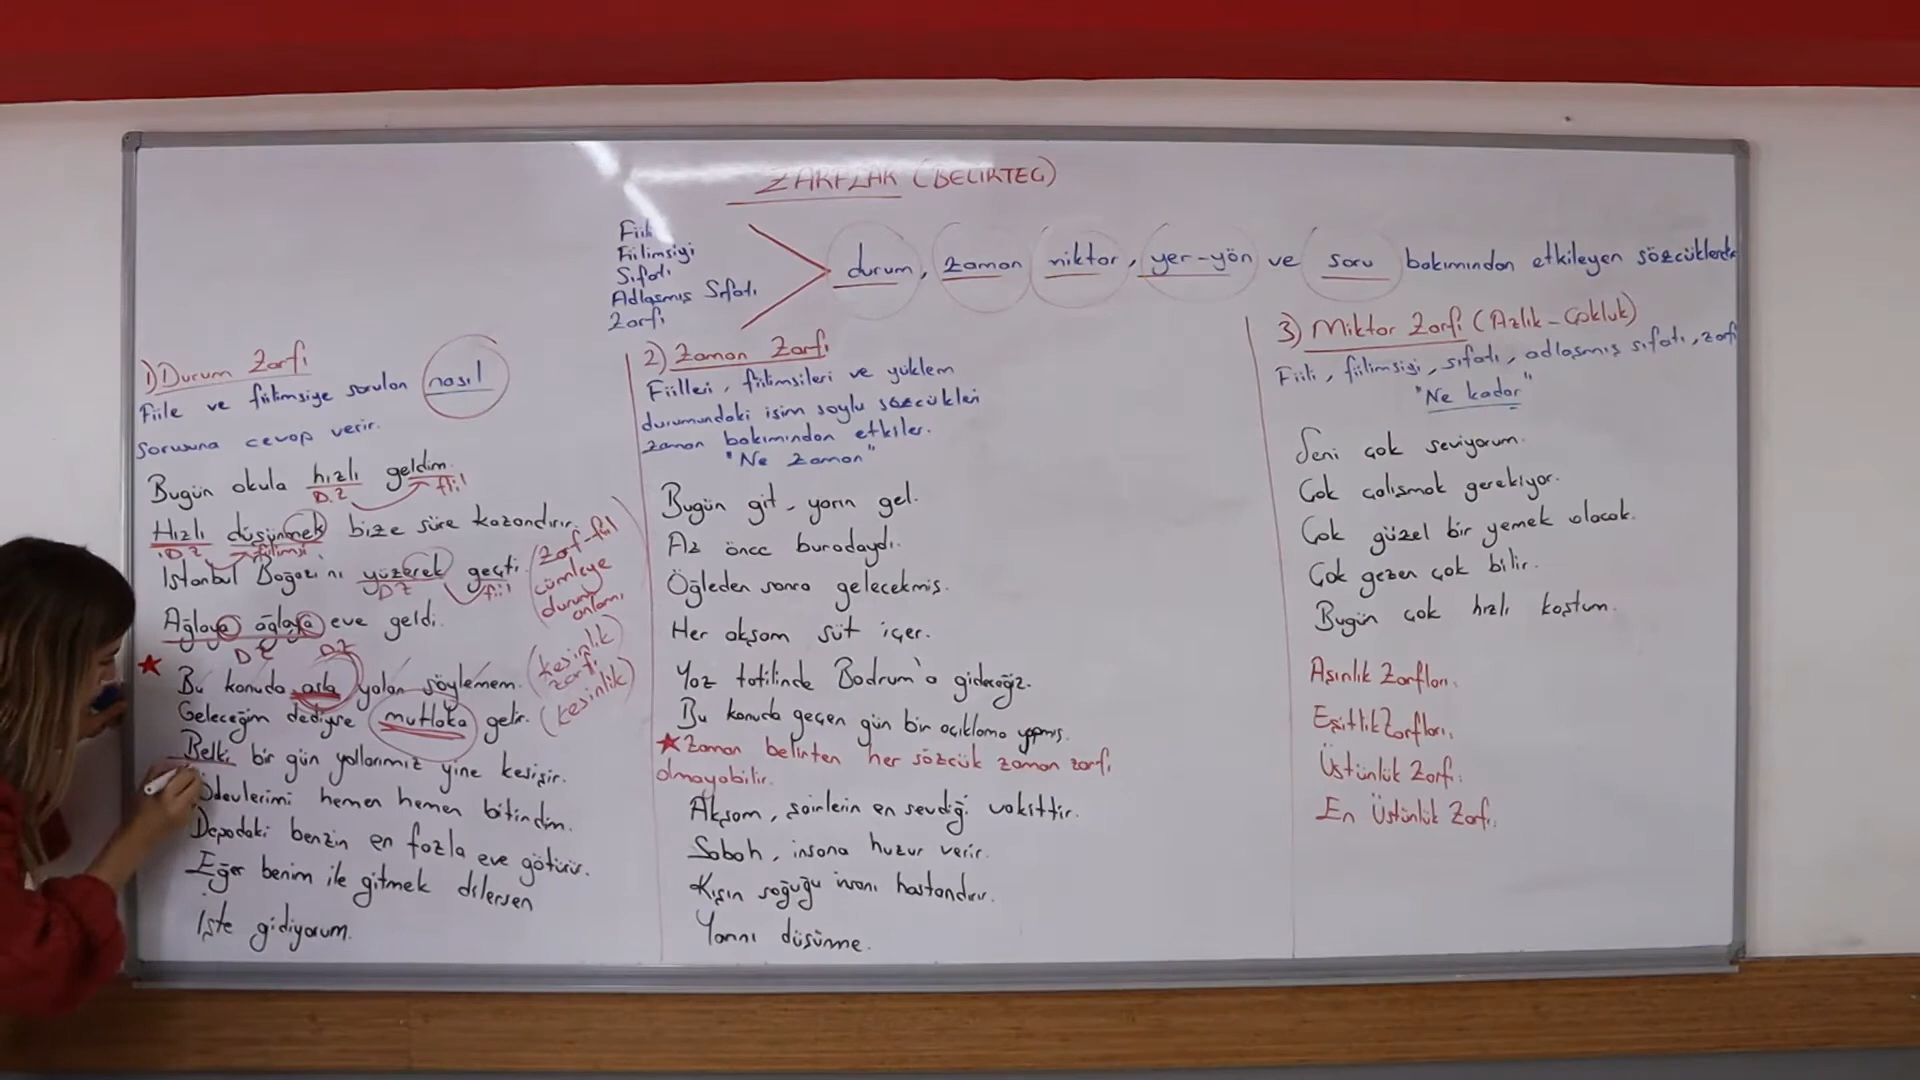 ZARFLAR (BELİRTEÇ)
Fiili
Fiilimsiyi
Sıfatı
Adlaşmış Sıfatı
Zarfı
durum, zaman miktar, yer-yön ve soru bakımından etkileyen sözcüklerdir
1) Durum Zarfı
Fiile ve fiilimsiye sorulan nasıl
sorusuna cevap verir.
Bugün okula hızlı geldim.
D.Z fiil
Hızlı düşünmek bize süre kazandırır.
D.Z fiilimsi
İstanbul Boğazı'nı yüzerek geçti.
DZ fiil
(Zarf-fiil
cümleye
durum
anlamı
Ağlaya ağlaya eve geldi.
DZ
DZ
★ Bu konuda asla yalan söylemem.
(kesinlik
zarfı
Geleceğim dediyse mutlaka gelir.
(kesinlik)
Belki bir gün yollarımız yine kesişir.
Ödevlerimi hemen hemen bitirdim.
Depodaki benzin en fazla eve götürür.
Eğer benim ile gitmek dilersen
İşte gidiyorum.
2) Zaman Zarfı
Fiilleri, fiilimsileri ve yüklem
durumundaki isim soylu sözcükleri
zaman bakımından etkiler.
"Ne Zaman"
Bugün git, yarın gel.
Az önce buradaydı.
Öğleden sonra gelecekmiş.
Her akşam süt içer.
Yaz tatilinde Bodrum'a gideceğiz.
Bu konuda geçen gün bir açıklama yapmış.
★ Zaman belirten her sözcük zaman zarfı
olmayabilir.
Akşam, şairlerin en sevdiği vakittir.
Sabah, insana huzur verir.
Kışın soğuğu insanı hastandırır.
Yarını düşünme.
3) Miktar Zarfı (Azlık-Çokluk)
Fiili, fiilimsiyi, sıfatı, adlaşmış sıfatı, zarfı
"Ne kadar"
Seni çok seviyorum.
Çok çalışmak gerekiyor.
Çok güzel bir yemek olacak.
Çok gezen çok bilir.
Bugün çok hızlı koştum.
Aşırılık Zarfları.
Eşitlik Zarfları.
Üstünlük Zarfı.
En Üstünlük Zarfı.